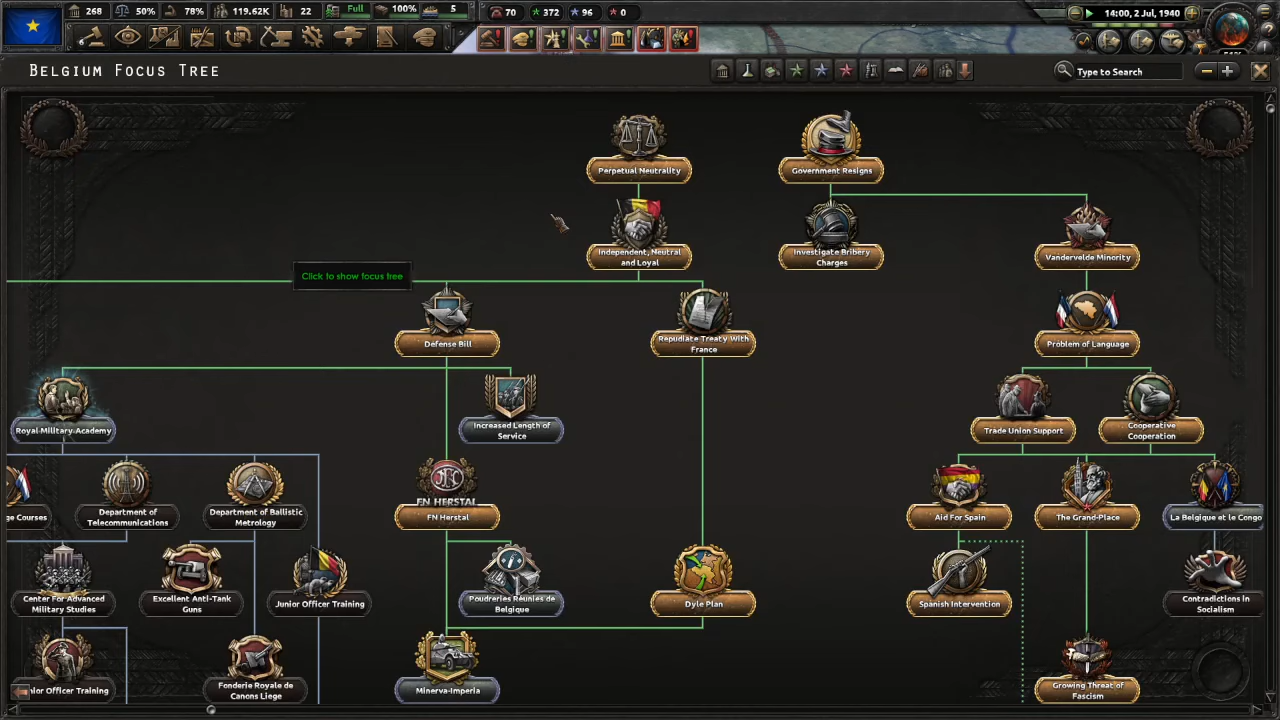 268 50% 78% 119.62K 22 Full 100% 5 70 372 96 0 14:00, 2 Jul, 1940
BELGIUM FOCUS TREE
Type to Search
Perpetual Neutrality
Government Resigns
Independent, Neutral
and Loyal
Investigate Bribery
Charges
Vandervelde Minority
Click to show focus tree
Defense Bill
Repudiate Treaty With
France
Problem of Language
Royal Military Academy
Increased Length of
Service
Trade Union Support
Cooperative
Cooperation
ge Courses
Department of
Telecommunications
Department of Ballistic
Metrology
FN HERSTAL
FN Herstal
Aid For Spain
The Grand-Place
La Belgique et le Congo
Center For Advanced
Military Studies
Excellent Anti-Tank
Guns
Junior Officer Training
Poudreries Réunies de
Belgique
Dyle Plan
Spanish Intervention
Contradictions in
Socialism
nior Officer Training
Fonderie Royale de
Canons Liege
Minerva-Imperia
Growing Threat of
Fascism